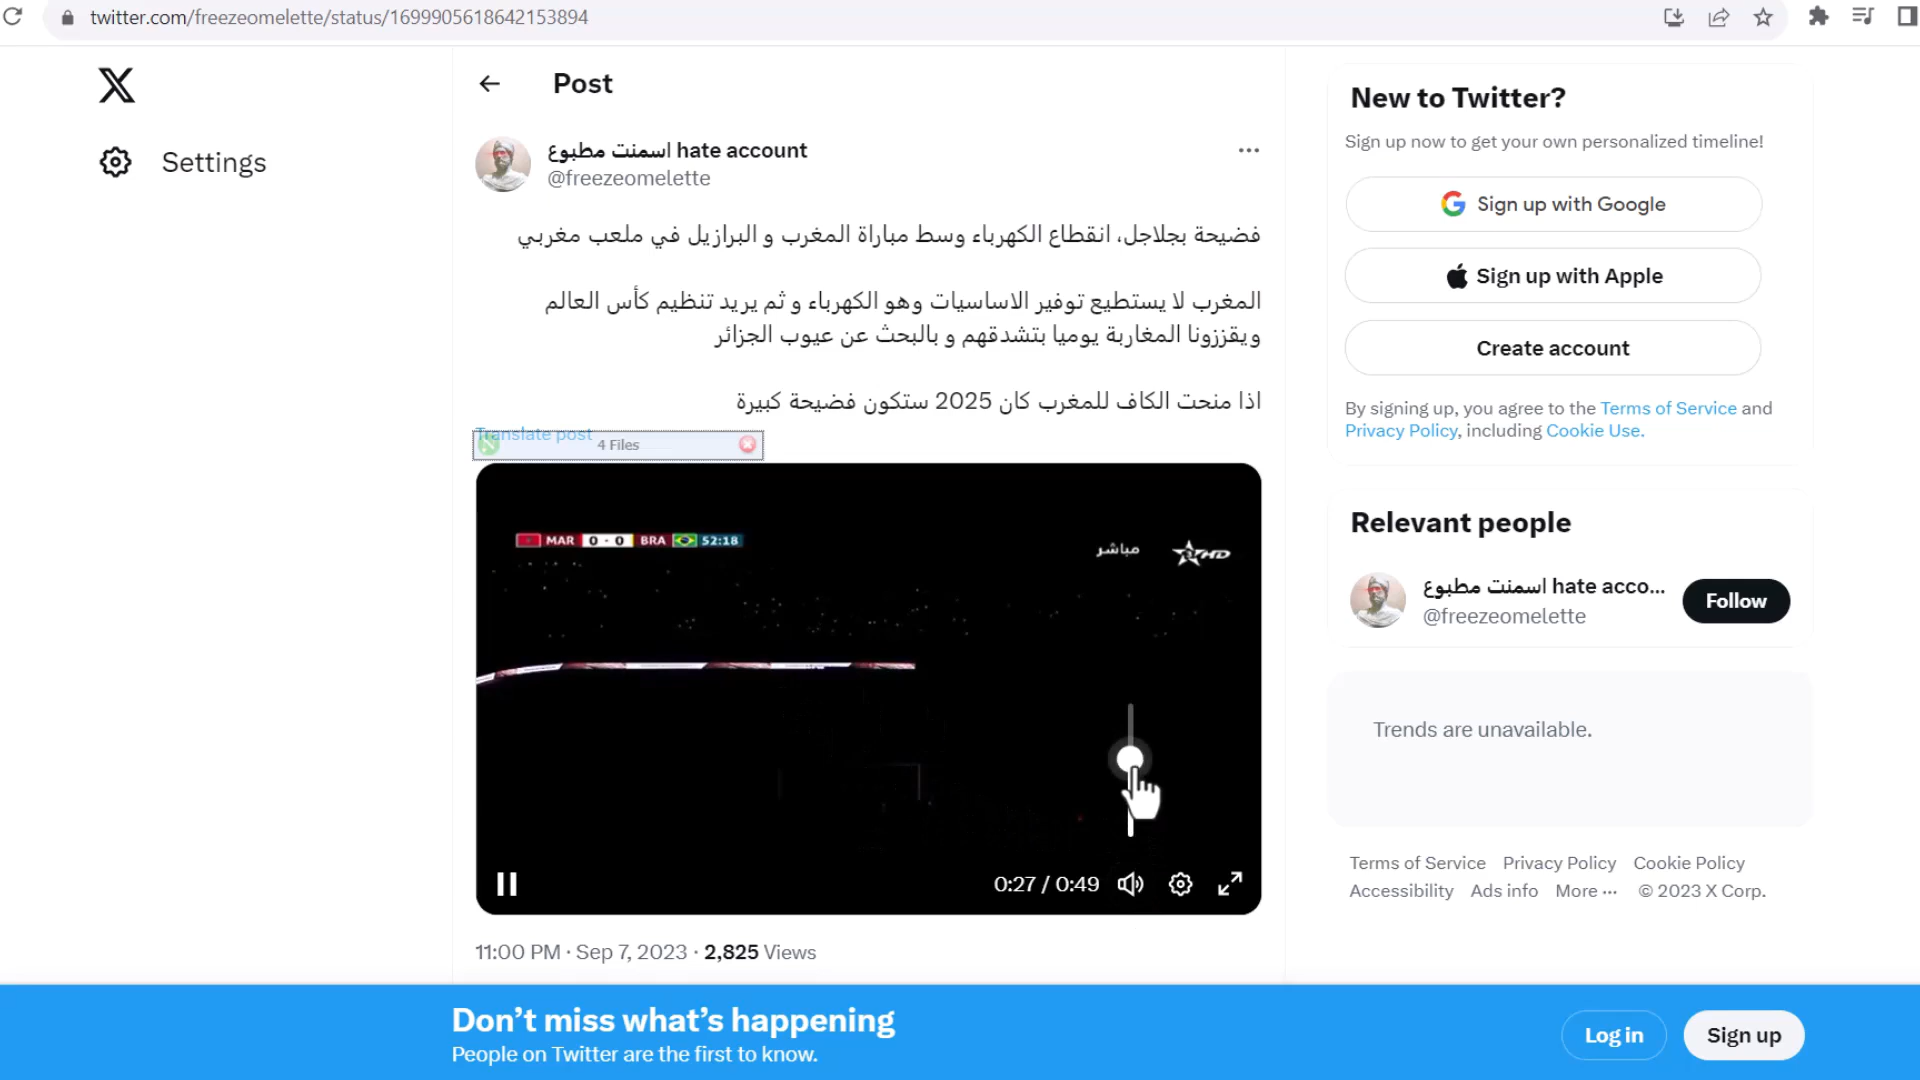 twitter.com/freezeomelette/status/1699905618642153894
Post
Settings
اسمنت مطبوع hate account
@freezeomelette
فضيحة بجلاجل، انقطاع الكهرباء وسط مباراة المغرب و البرازيل في ملعب مغربي
المغرب لا يستطيع توفير الاساسيات وهو الكهرباء و ثم يريد تنظيم كأس العالم
ويقززونا المغاربة يوميا بتشدقهم و بالبحث عن عيوب الجزائر
اذا منحت الكاف للمغرب كان 2025 ستكون فضيحة كبيرة
Translate post
4 Files
MAR 0 - 0 BRA 52:18
مباشر
HD
0:27 / 0:49
11:00 PM · Sep 7, 2023 · 2,825 Views
New to Twitter?
Sign up now to get your own personalized timeline!
Sign up with Google
Sign up with Apple
Create account
By signing up, you agree to the Terms of Service and
Privacy Policy, including Cookie Use.
Relevant people
اسمنت مطبوع hate acco...
@freezeomelette
Follow
Trends are unavailable.
Terms of Service Privacy Policy Cookie Policy
Accessibility Ads info More ··· © 2023 X Corp.
Don’t miss what’s happening
People on Twitter are the first to know.
Log in
Sign up